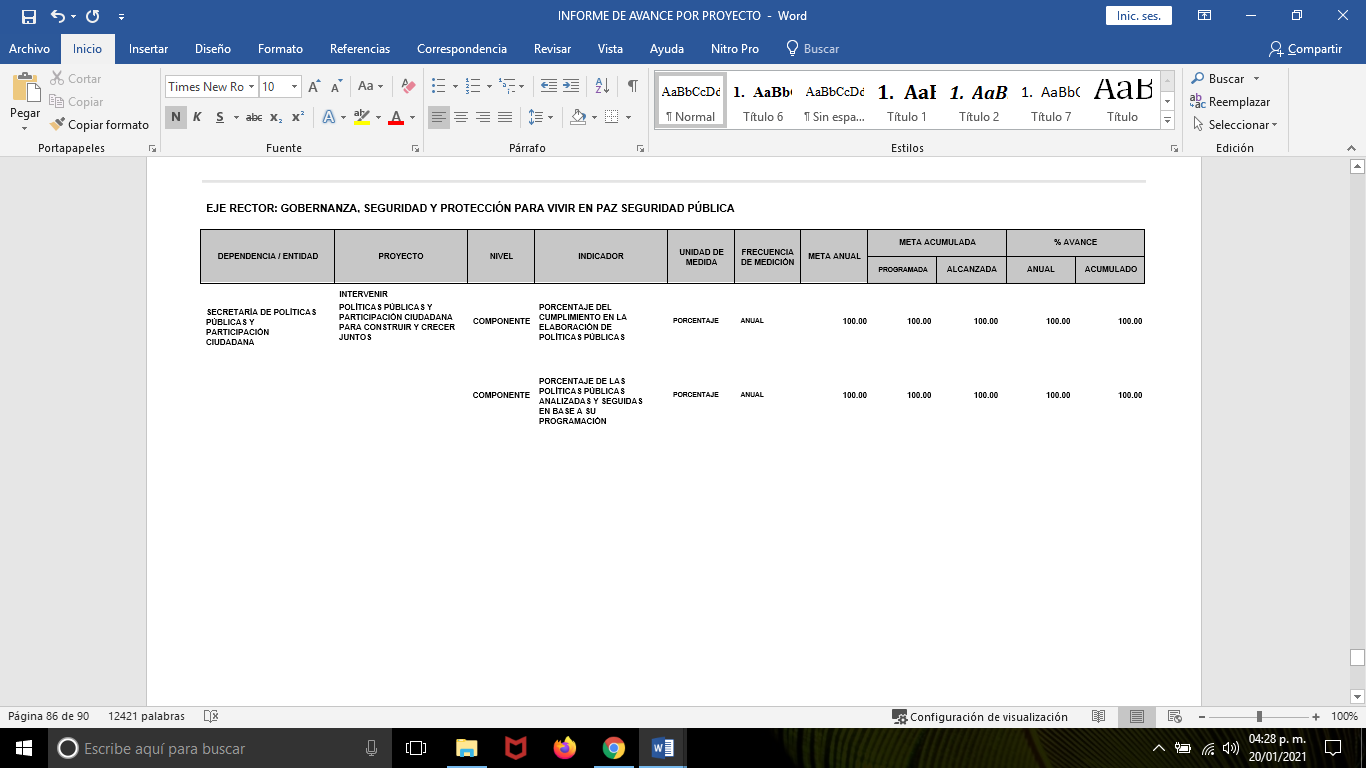 INFORME DE AVANCE POR PROYECTO - Word
Inic. ses.
Archivo Inicio Insertar Diseño Formato Referencias Correspondencia Revisar Vista Ayuda Nitro Pro Buscar Compartir
Pegar
Cortar
Copiar
Copiar formato
Portapapeles
Times New Ro 10
Aa
N K S abc x₂ x² A A
Fuente
Párrafo
AaBbCcDd 1. AaBb( AaBbCcDd 1. AaB 1. AaB 1. AaBb( AaB
¶ Normal Título 6 ¶ Sin espa... Título 1 Título 2 Título 7 Título
Estilos
Buscar
Reemplazar
Seleccionar
Edición
EJE RECTOR: GOBERNANZA, SEGURIDAD Y PROTECCIÓN PARA VIVIR EN PAZ SEGURIDAD PÚBLICA
DEPENDENCIA / ENTIDAD
PROYECTO
NIVEL
INDICADOR
UNIDAD DE
MEDIDA
FRECUENCIA
DE MEDICIÓN
META ANUAL
META ACUMULADA
PROGRAMADA ALCANZADA
% AVANCE
ANUAL ACUMULADO
SECRETARÍA DE POLÍTICAS
PÚBLICAS Y
PARTICIPACIÓN
CIUDADANA
INTERVENIR
POLÍTICAS PÚBLICAS Y
PARTICIPACIÓN CIUDADANA
PARA CONSTRUIR Y CRECER
JUNTOS
COMPONENTE
PORCENTAJE DEL
CUMPLIMIENTO EN LA
ELABORACIÓN DE
POLÍTICAS PÚBLICAS
PORCENTAJE ANUAL 100.00 100.00 100.00 100.00 100.00
COMPONENTE
PORCENTAJE DE LAS
POLÍTICAS PÚBLICAS
ANALIZADAS Y SEGUIDAS
EN BASE A SU
PROGRAMACIÓN
PORCENTAJE ANUAL 100.00 100.00 100.00 100.00 100.00
Página 86 de 90 12421 palabras Configuración de visualización 100%
Escribe aquí para buscar
04:28 p. m.
20/01/2021